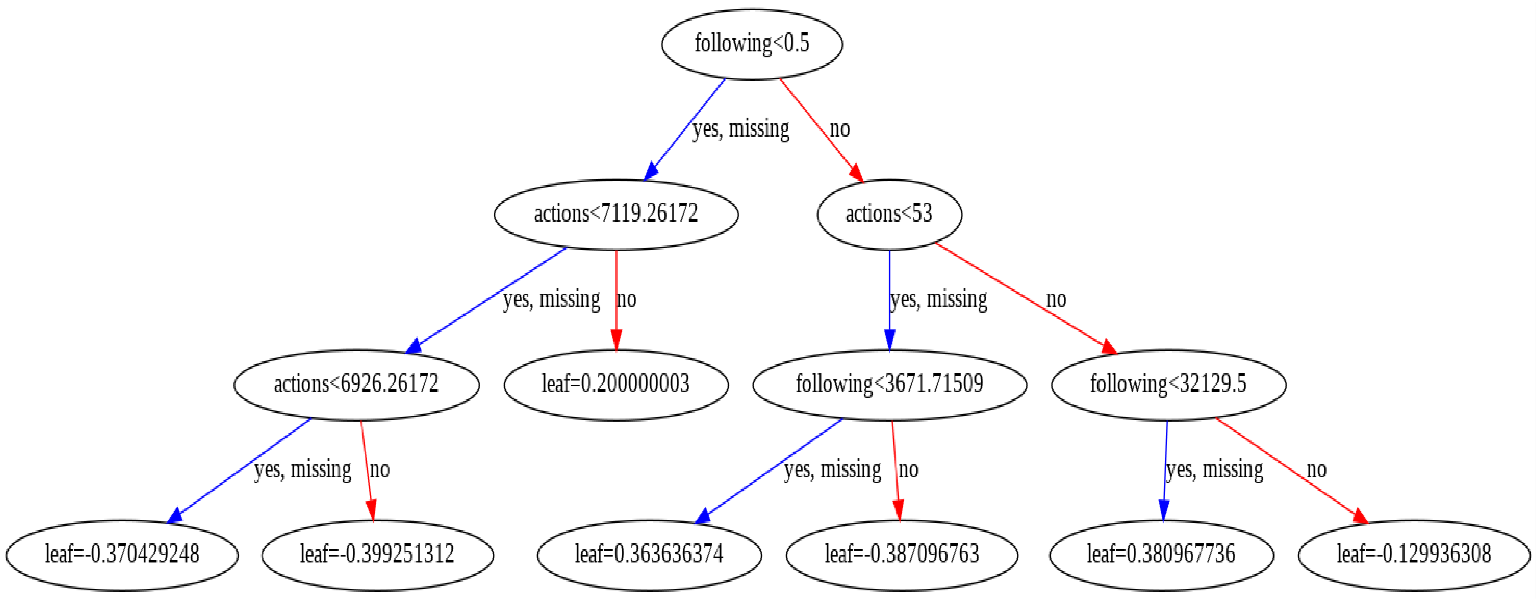 following<0.5
yes, missing
no
actions<7119.26172
actions<53
yes, missing
no
yes, missing
no
actions<6926.26172
leaf=0.200000003
following<3671.71509
following<32129.5
yes, missing
no
yes, missing
no
yes, missing
no
leaf=-0.370429248
leaf=-0.399251312
leaf=0.363636374
leaf=-0.387096763
leaf=0.380967736
leaf=-0.129936308